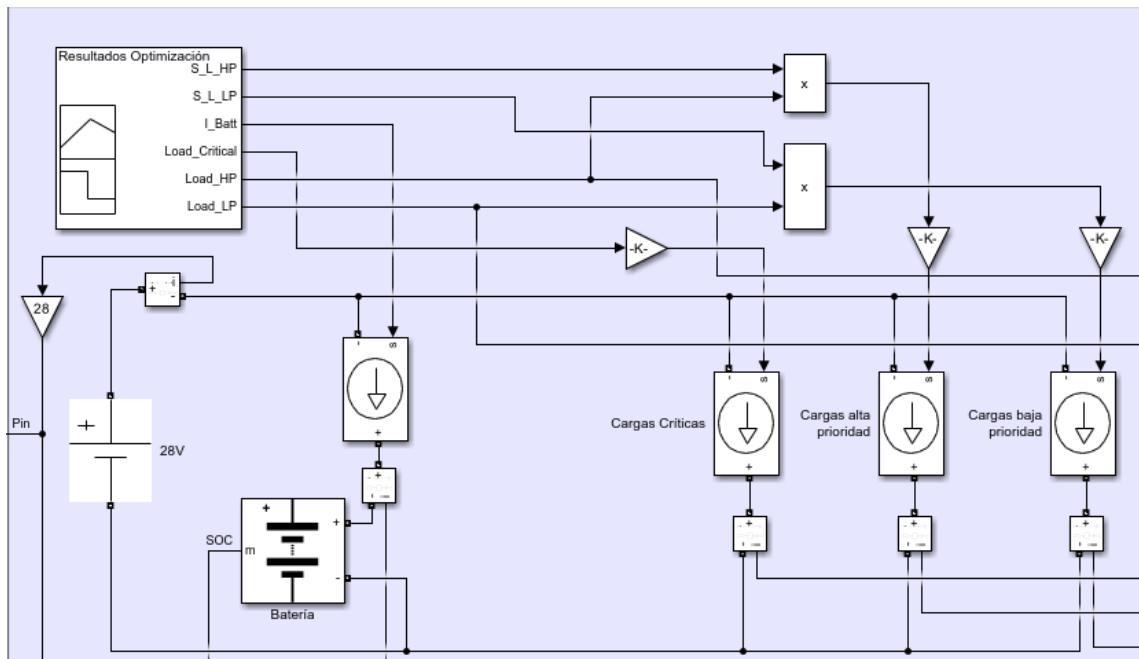 Resultados Optimización
S_L_HP
S_L_LP
I_Batt
Load_Critical
Load_HP
Load_LP
x
x
-K-
-K-
-K-
28
Pin
28V
+
-
s
-
s
-
s
-
s
+
Cargas Críticas
Cargas alta
prioridad
Cargas baja
prioridad
+
+
+
SOC
m
+
+
-
Batería